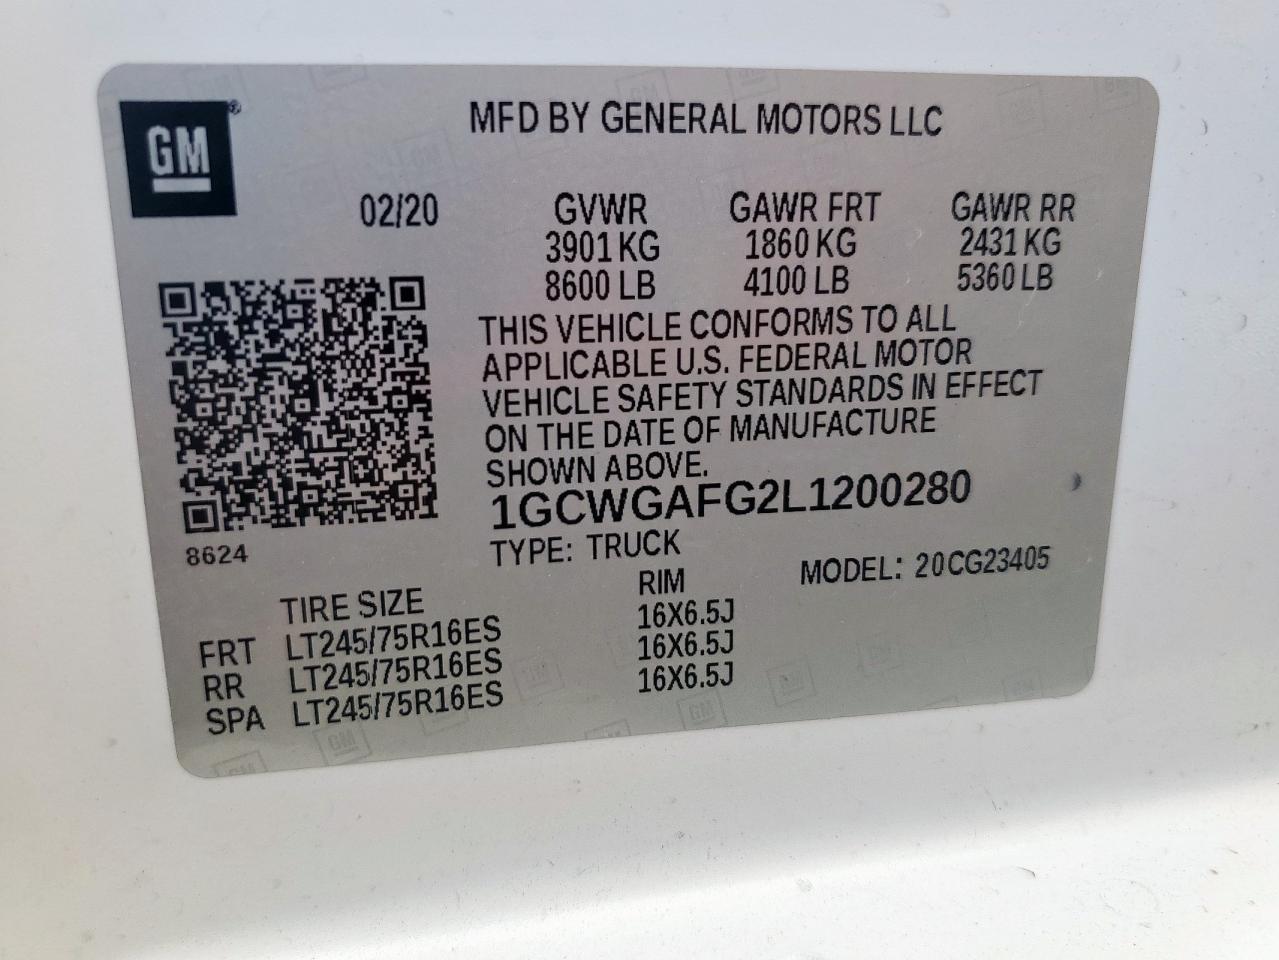 GM®
MFD BY GENERAL MOTORS LLC
02/20
GVWR GAWR FRT GAWR RR
3901 KG 1860 KG 2431 KG
8600 LB 4100 LB 5360 LB
THIS VEHICLE CONFORMS TO ALL
APPLICABLE U.S. FEDERAL MOTOR
VEHICLE SAFETY STANDARDS IN EFFECT
ON THE DATE OF MANUFACTURE
SHOWN ABOVE.
1GCWGAFG2L1200280
8624
TYPE: TRUCK MODEL: 20CG23405
TIRE SIZE RIM
FRT LT245/75R16ES 16X6.5J
RR LT245/75R16ES 16X6.5J
SPA LT245/75R16ES 16X6.5J